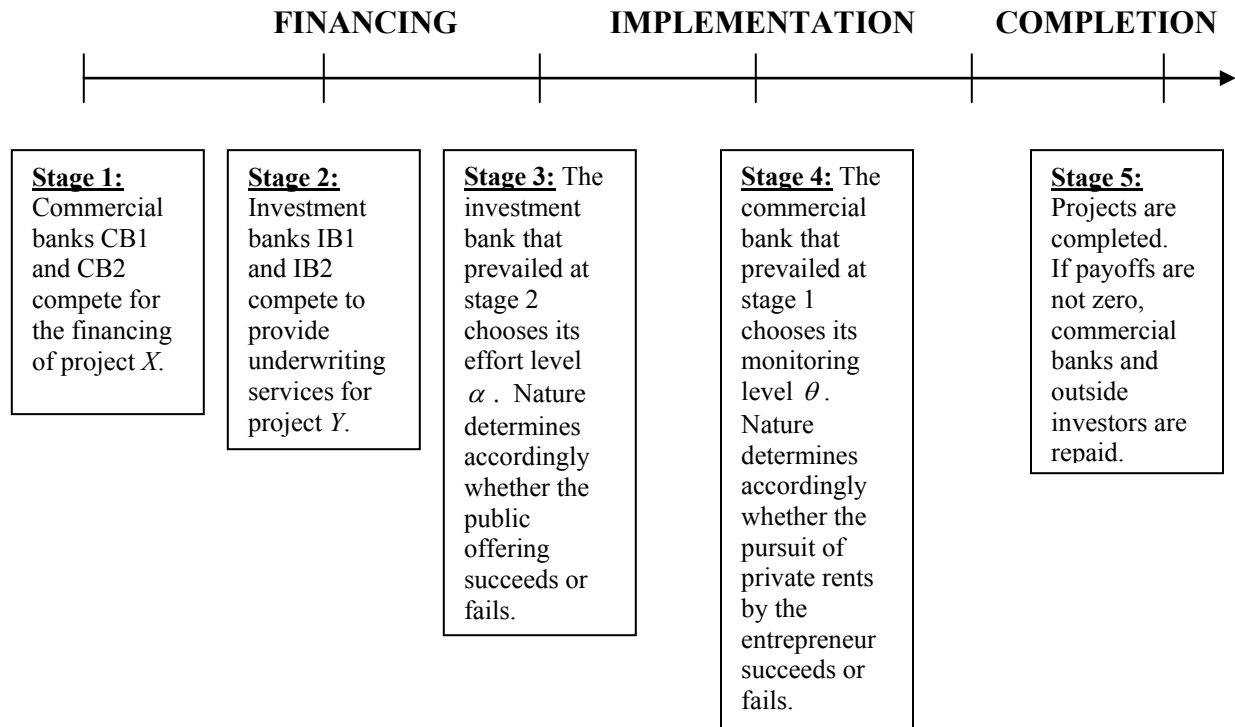 FINANCING IMPLEMENTATION COMPLETION
Stage 1:
Commercial
banks CB1
and CB2
compete for
the financing
of project X.
Stage 2:
Investment
banks IB1
and IB2
compete to
provide
underwriting
services for
project Y.
Stage 3: The
investment
bank that
prevailed at
stage 2
chooses its
effort level
α . Nature
determines
accordingly
whether the
public
offering
succeeds or
fails.
Stage 4: The
commercial
bank that
prevailed at
stage 1
chooses its
monitoring
level θ .
Nature
determines
accordingly
whether the
pursuit of
private rents
by the
entrepreneur
succeeds or
fails.
Stage 5:
Projects are
completed.
If payoffs are
not zero,
commercial
banks and
outside
investors are
repaid.